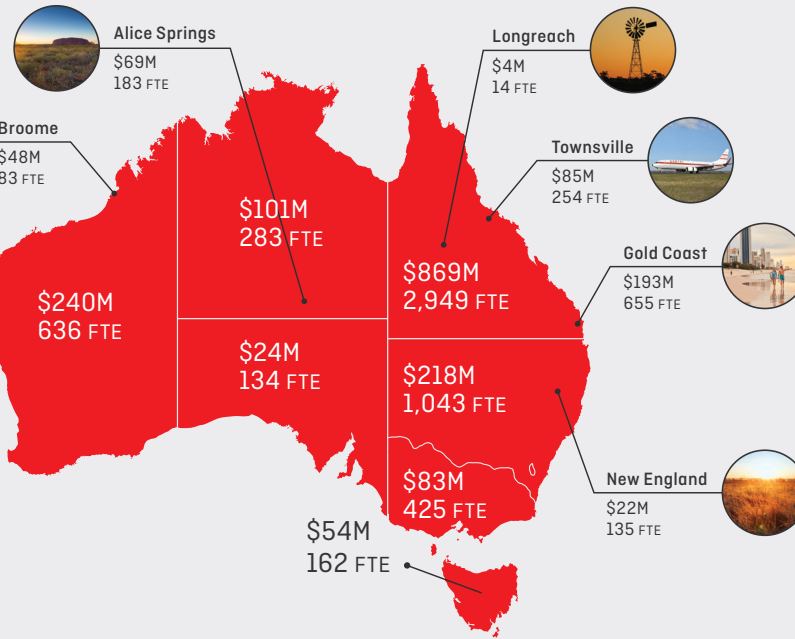 Alice Springs
$69M
183 FTE
Longreach
$4M
14 FTE
Broome
$48M
83 FTE
Townsville
$85M
254 FTE
$101M
283 FTE
Gold Coast
$193M
655 FTE
$869M
2,949 FTE
$240M
636 FTE
$24M
134 FTE
$218M
1,043 FTE
$83M
425 FTE
New England
$22M
135 FTE
$54M
162 FTE